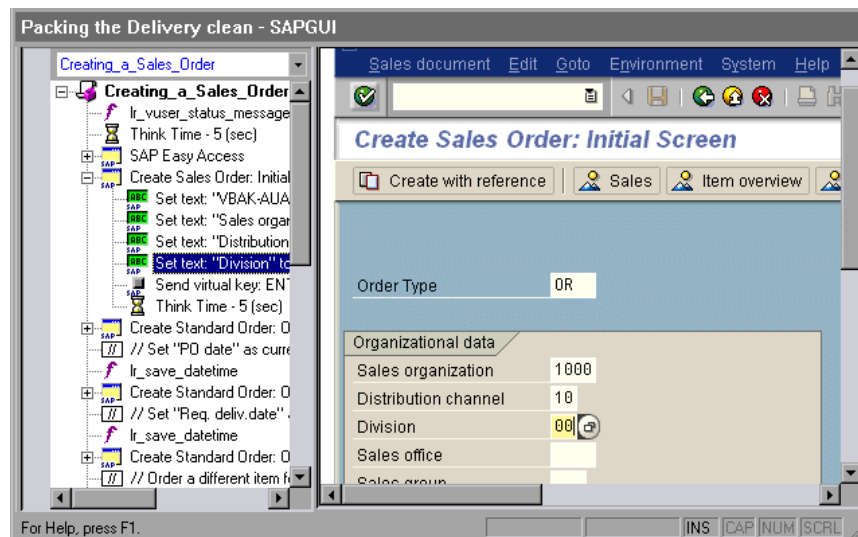 Packing the Delivery clean - SAPGUI
Creating_a_Sales_Order
Creating_a_Sales_Order
lr_vuser_status_message
Think Time - 5 (sec)
SAP Easy Access
Create Sales Order: Initial
Set text: "VBAK-AUA
Set text: "Sales organ
Set text: "Distribution
Set text: "Division" to
Send virtual key: ENT
Think Time - 5 (sec)
Create Standard Order: O
// Set "PO date" as curre
lr_save_datetime
Create Standard Order: O
// Set "Req. deliv.date"
lr_save_datetime
Create Standard Order: O
// Order a different item f
Sales document Edit Goto Environment System Help
Create Sales Order: Initial Screen
Create with reference Sales Item overview
Order Type OR
Organizational data
Sales organization 1000
Distribution channel 10
Division 00
Sales office
Sales group
For Help, press F1.
INS CAP NUM SCRL